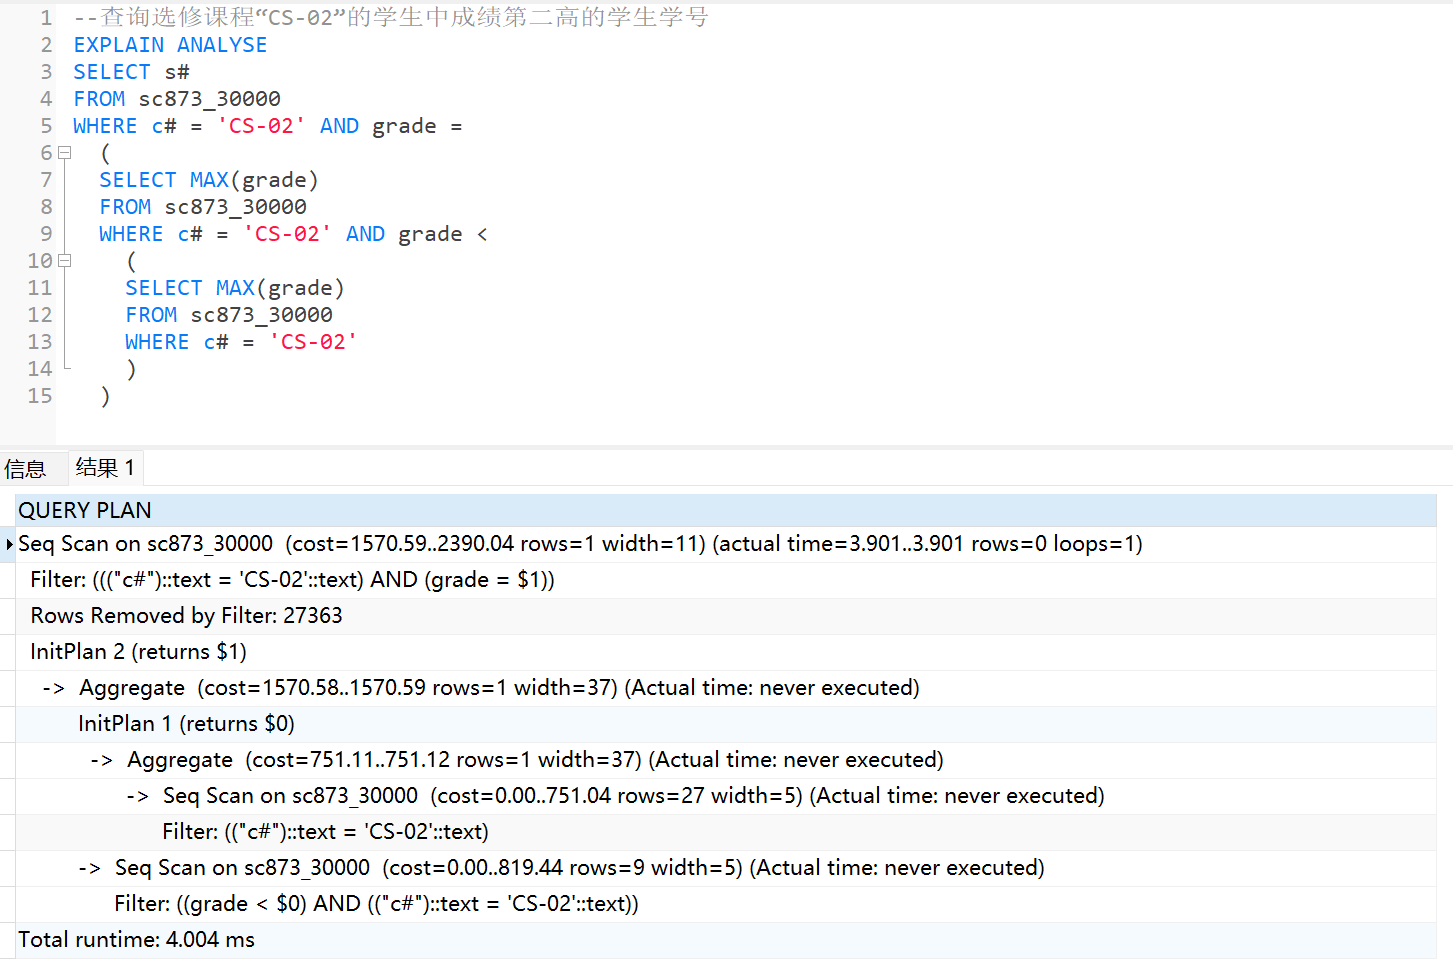 1 --查询选修课程“CS-02”的学生中成绩第二高的学生学号
2 EXPLAIN ANALYSE
3 SELECT s#
4 FROM sc873_30000
5 WHERE c# = 'CS-02' AND grade =
6 (
7 SELECT MAX(grade)
8 FROM sc873_30000
9 WHERE c# = 'CS-02' AND grade <
10 (
11 SELECT MAX(grade)
12 FROM sc873_30000
13 WHERE c# = 'CS-02'
14 )
15 )
信息 结果 1
QUERY PLAN
Seq Scan on sc873_30000 (cost=1570.59..2390.04 rows=1 width=11) (actual time=3.901..3.901 rows=0 loops=1)
Filter: ((("c#")::text = 'CS-02'::text) AND (grade = $1))
Rows Removed by Filter: 27363
InitPlan 2 (returns $1)
-> Aggregate (cost=1570.58..1570.59 rows=1 width=37) (Actual time: never executed)
InitPlan 1 (returns $0)
-> Aggregate (cost=751.11..751.12 rows=1 width=37) (Actual time: never executed)
-> Seq Scan on sc873_30000 (cost=0.00..751.04 rows=27 width=5) (Actual time: never executed)
Filter: (("c#")::text = 'CS-02'::text)
-> Seq Scan on sc873_30000 (cost=0.00..819.44 rows=9 width=5) (Actual time: never executed)
Filter: ((grade < $0) AND (("c#")::text = 'CS-02'::text))
Total runtime: 4.004 ms